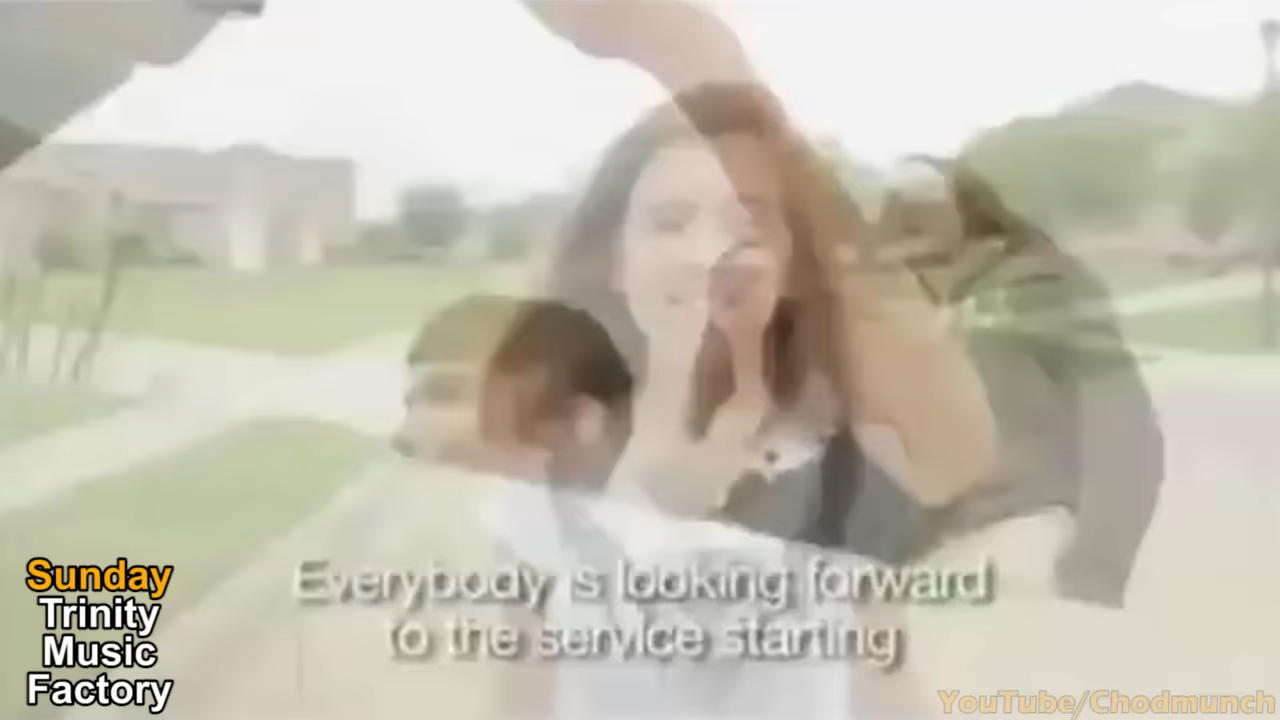 Everybody is looking forward
to the service starting
Sunday
Trinity
Music
Factory
YouTube/Chodmunch